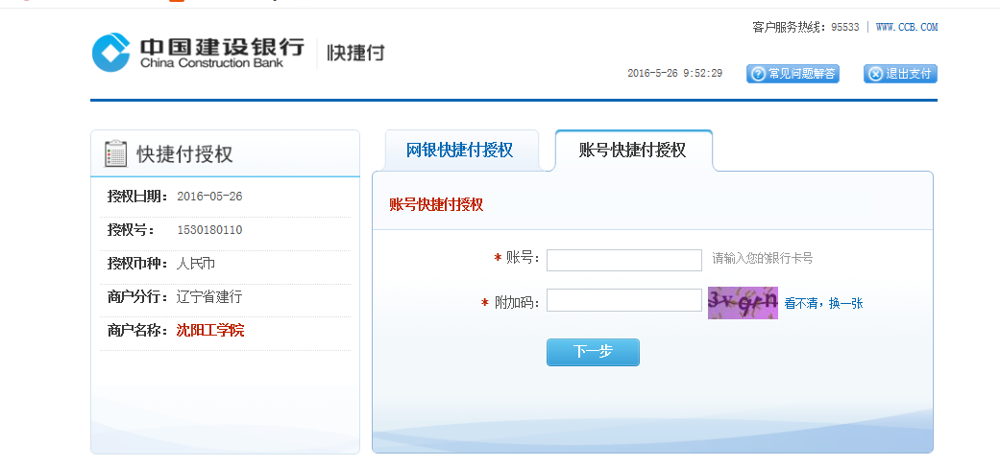 客户服务热线：95533 | WWW.CCB.COM
中国建设银行
China Construction Bank
快捷付
2016-5-26 9:52:29
常见问题解答
退出支付
快捷付授权
授权日期：2016-05-26
授权号：1530180110
授权币种：人民币
商户分行：辽宁省建行
商户名称：沈阳工学院
网银快捷付授权
账号快捷付授权
账号快捷付授权
* 账号：
请输入您的银行卡号
* 附加码：
看不清，换一张
下一步